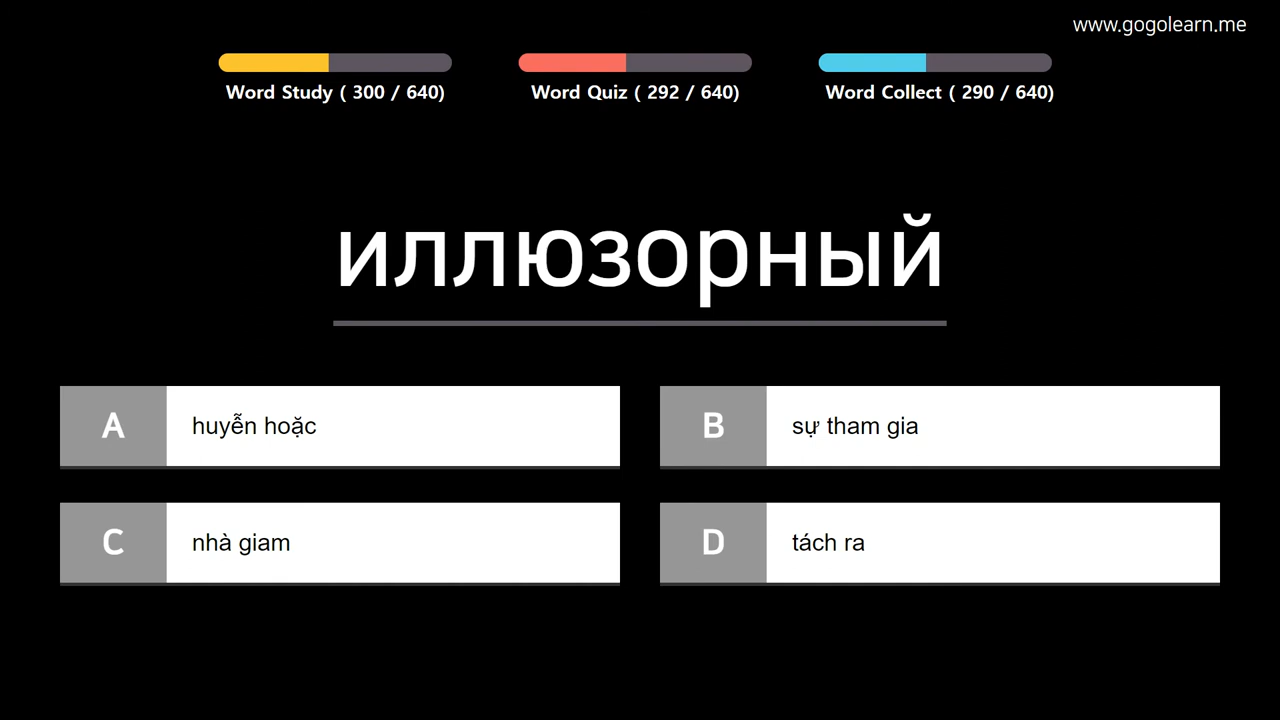 www.gogolearn.me
Word Study ( 300 / 640)
Word Quiz ( 292 / 640)
Word Collect ( 290 / 640)
иллюзорный
A huyễn hoặc
B sự tham gia
C nhà giam
D tách ra